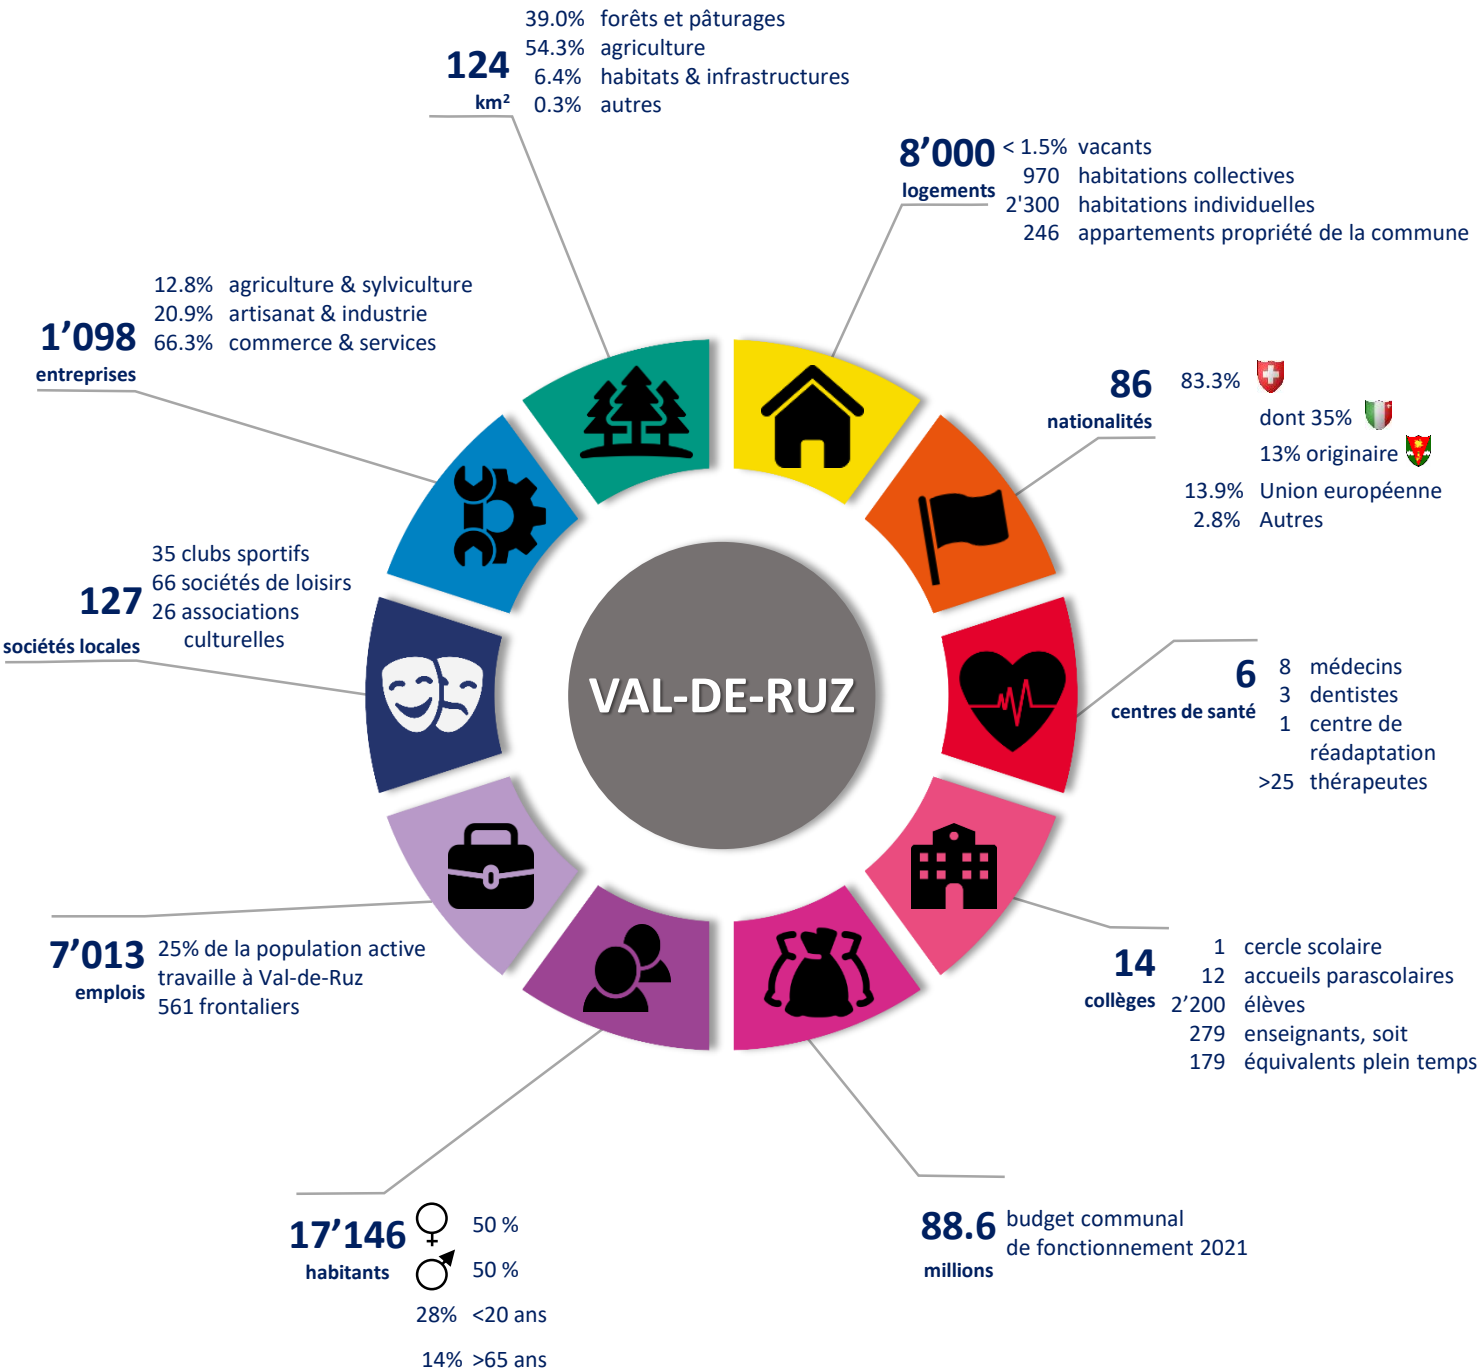 39.0% forêts et pâturages
54.3% agriculture
124
6.4% habitats & infrastructures
km²
0.3% autres
8’000
< 1.5% vacants
970 habitations collectives
logements
2'300 habitations individuelles
246 appartements propriété de la commune
12.8% agriculture & sylviculture
20.9% artisanat & industrie
1’098
66.3% commerce & services
entreprises
86
nationalités
83.3%
dont 35%
13% originaire
13.9% Union européenne
2.8% Autres
35 clubs sportifs
66 sociétés de loisirs
127
26 associations
culturelles
sociétés locales
VAL-DE-RUZ
6
centres de santé
8 médecins
3 dentistes
1 centre de
réadaptation
>25 thérapeutes
7’013
emplois
25% de la population active
travaille à Val-de-Ruz
561 frontaliers
14
collèges
1 cercle scolaire
12 accueils parascolaires
2’200 élèves
279 enseignants, soit
179 équivalents plein temps
17’146
habitants
50 %
50 %
28% <20 ans
14% >65 ans
88.6
millions
budget communal
de fonctionnement 2021